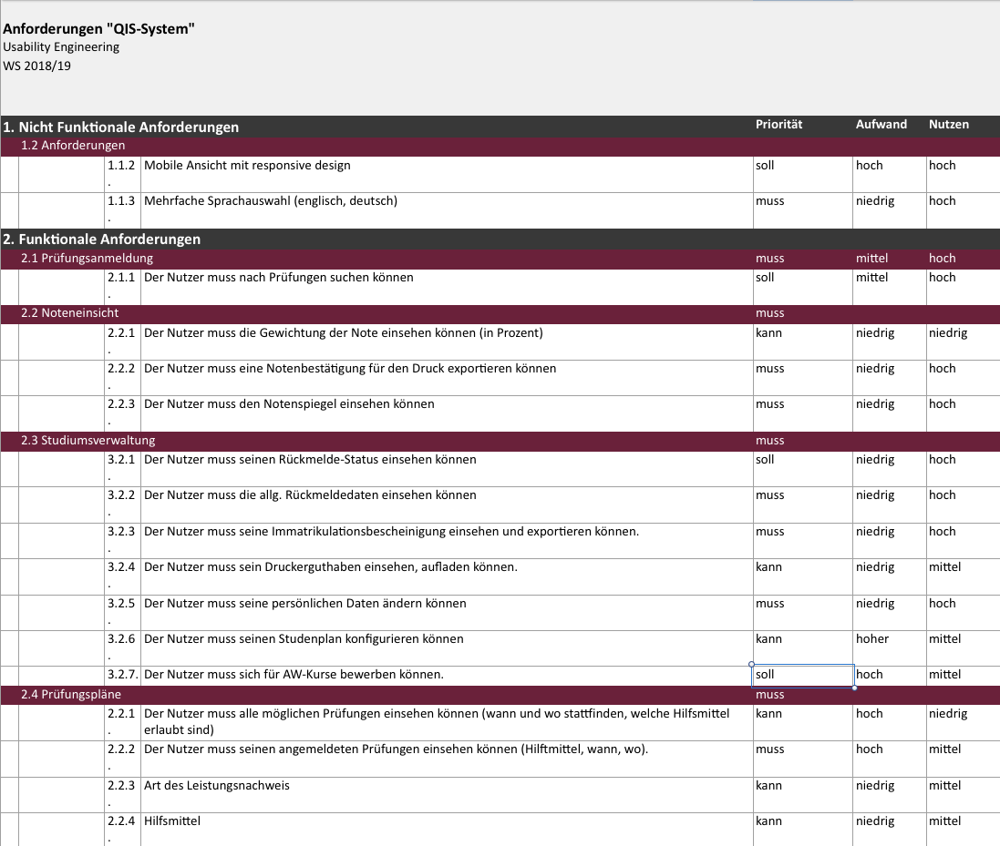 Anforderungen "QIS-System"
Usability Engineering
WS 2018/19
1. Nicht Funktionale Anforderungen Priorität Aufwand Nutzen
1.2 Anforderungen
1.1.2. Mobile Ansicht mit responsive design soll hoch hoch
1.1.3. Mehrfache Sprachauswahl (englisch, deutsch) muss niedrig hoch
2. Funktionale Anforderungen
2.1 Prüfungsanmeldung muss mittel hoch
2.1.1. Der Nutzer muss nach Prüfungen suchen können soll mittel hoch
2.2 Noteneinsicht muss
2.2.1. Der Nutzer muss die Gewichtung der Note einsehen können (in Prozent) kann niedrig niedrig
2.2.2. Der Nutzer muss eine Notenbestätigung für den Druck exportieren können muss niedrig hoch
2.2.3. Der Nutzer muss den Notenspiegel einsehen können muss niedrig hoch
2.3 Studiumsverwaltung muss
3.2.1. Der Nutzer muss seinen Rückmelde-Status einsehen können soll niedrig hoch
3.2.2. Der Nutzer muss die allg. Rückmeldedaten einsehen können muss niedrig hoch
3.2.3. Der Nutzer muss seine Immatrikulationsbescheinigung einsehen und exportieren können. muss niedrig hoch
3.2.4. Der Nutzer muss sein Druckerguthaben einsehen, aufladen können. kann niedrig mittel
3.2.5. Der Nutzer muss seine persönlichen Daten ändern können muss niedrig hoch
3.2.6. Der Nutzer muss seinen Studenplan konfigurieren können kann hoher mittel
3.2.7. Der Nutzer muss sich für AW-Kurse bewerben können. soll hoch mittel
2.4 Prüfungspläne muss
2.2.1. Der Nutzer muss alle möglichen Prüfungen einsehen können (wann und wo stattfinden, welche Hilfsmittel kann hoch niedrig
erlaubt sind)
2.2.2. Der Nutzer muss seinen angemeldeten Prüfungen einsehen können (Hilftmittel, wann, wo). muss hoch mittel
2.2.3. Art des Leistungsnachweis kann niedrig mittel
2.2.4. Hilfsmittel kann niedrig mittel